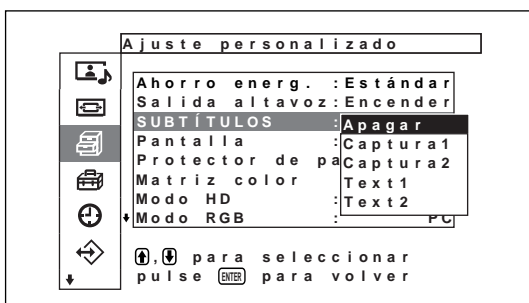 Ajuste personalizado
Ahorro energ. :Estándar
Salida altavoz:Encender
SUBTÍTULOS :Apagar
Pantalla :Captura1
Protector de pa Captura2
Matriz color Text1
Modo HD :Text2
Modo RGB : PC
, para seleccionar
pulse ENTER para volver